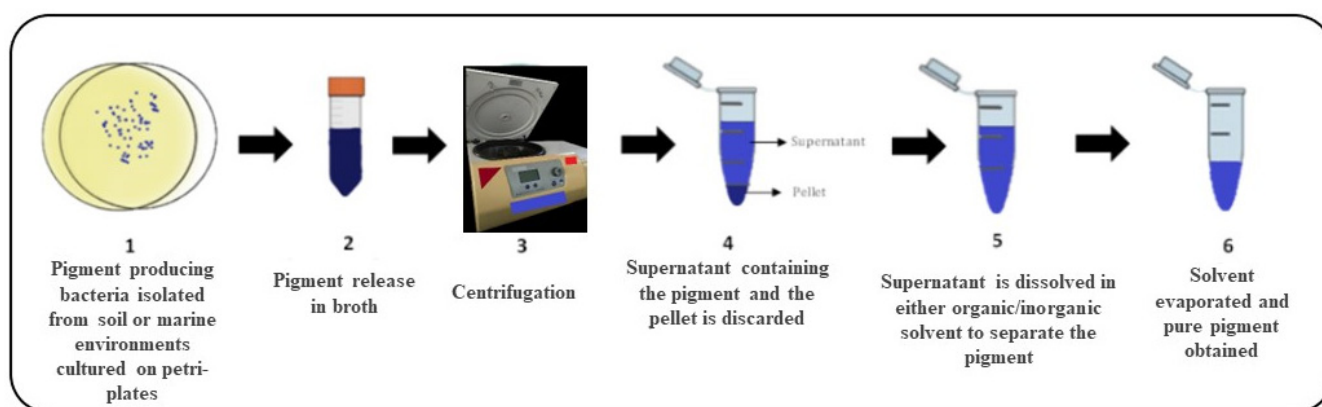 1
Pigment producing
bacteria isolated
from soil or marine
environments
cultured on petri-
plates
2
Pigment release
in broth
3
Centrifugation
Supernatant
Pellet
4
Supernatant containing
the pigment and the
pellet is discarded
5
Supernatant is dissolved in
either organic/inorganic
solvent to separate the
pigment
6
Solvent
evaporated and
pure pigment
obtained